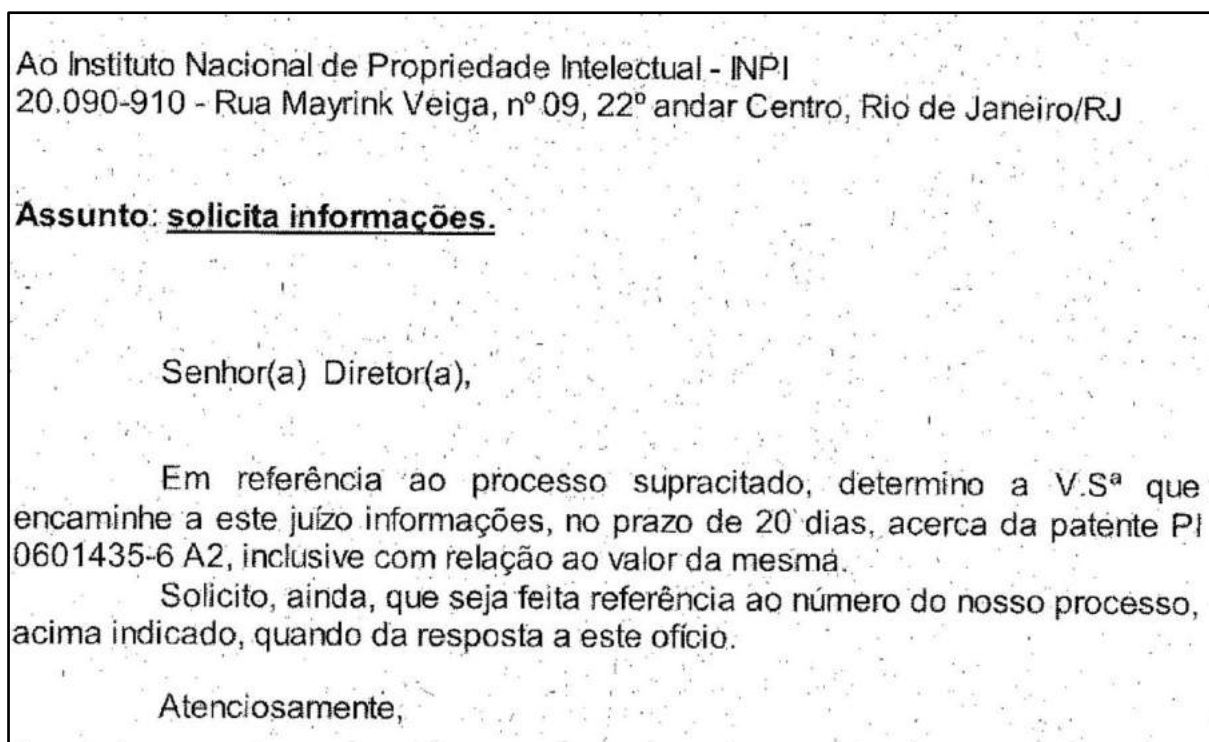 Ao Instituto Nacional de Propriedade Intelectual - INPI
20.090-910 - Rua Mayrink Veiga, nº 09, 22º andar Centro, Rio de Janeiro/RJ
Assunto: solicita informações.
Senhor(a) Diretor(a),
Em referência ao processo supracitado, determino a V.Sª que
encaminhe a este juízo informações, no prazo de 20 dias, acerca da patente PI
0601435-6 A2, inclusive com relação ao valor da mesma.
Solicito, ainda, que seja feita referência ao número do nosso processo,
acima indicado, quando da resposta a este ofício.
Atenciosamente,